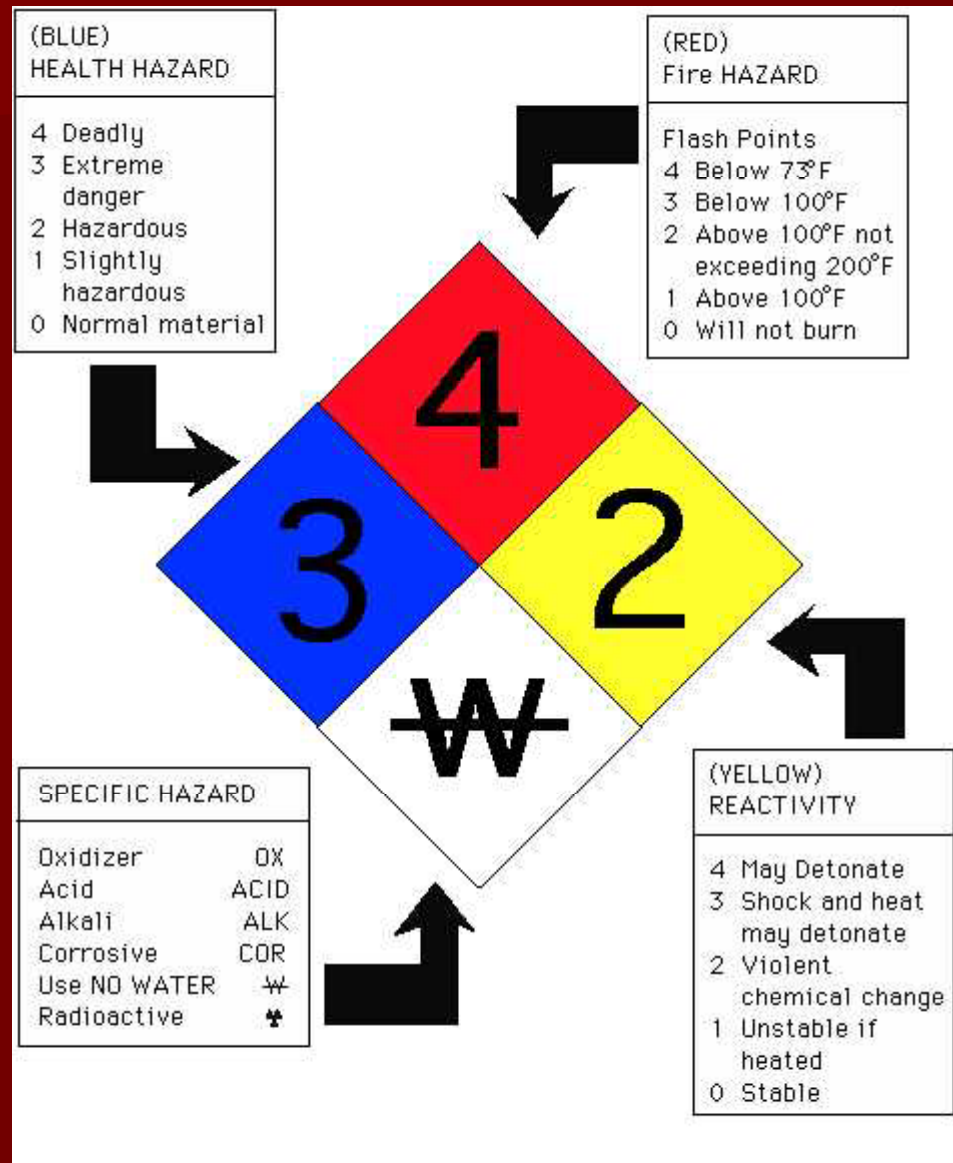 (BLUE)
HEALTH HAZARD
4 Deadly
3 Extreme
danger
2 Hazardous
1 Slightly
hazardous
0 Normal material
(RED)
Fire HAZARD
Flash Points
4 Below 73°F
3 Below 100°F
2 Above 100°F not
exceeding 200°F
1 Above 100°F
0 Will not burn
4
3
2
W
SPECIFIC HAZARD
Oxidizer OX
Acid ACID
Alkali ALK
Corrosive COR
Use NO WATER W
Radioactive
(YELLOW)
REACTIVITY
4 May Detonate
3 Shock and heat
may detonate
2 Violent
chemical change
1 Unstable if
heated
0 Stable